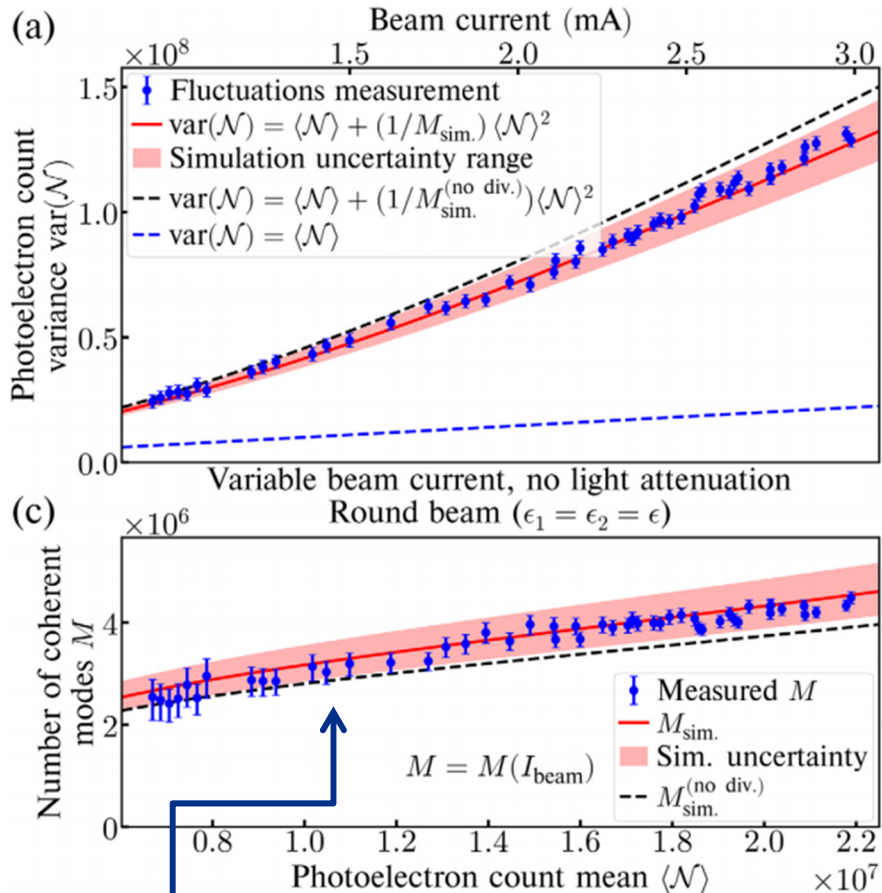 (a)
Beam current (mA)
×10⁸
1.5 2.0 2.5 3.0
Photoelectron count
variance var(𝒩)
1.5
1.0
0.5
0.0
Fluctuations measurement
var(𝒩) = ⟨𝒩⟩ + (1/M_sim.) ⟨𝒩⟩²
Simulation uncertainty range
var(𝒩) = ⟨𝒩⟩ + (1/M_sim.^(no div.))⟨𝒩⟩²
var(𝒩) = ⟨𝒩⟩
Variable beam current, no light attenuation
(c)
Round beam (ϵ₁ = ϵ₂ = ϵ)
×10⁶
Number of coherent
modes M
4
2
0
Measured M
M_sim.
Sim. uncertainty
M_sim.^(no div.)
M = M(I_beam)
0.8 1.0 1.2 1.4 1.6 1.8 2.0 2.2
Photoelectron count mean ⟨𝒩⟩
×10⁷